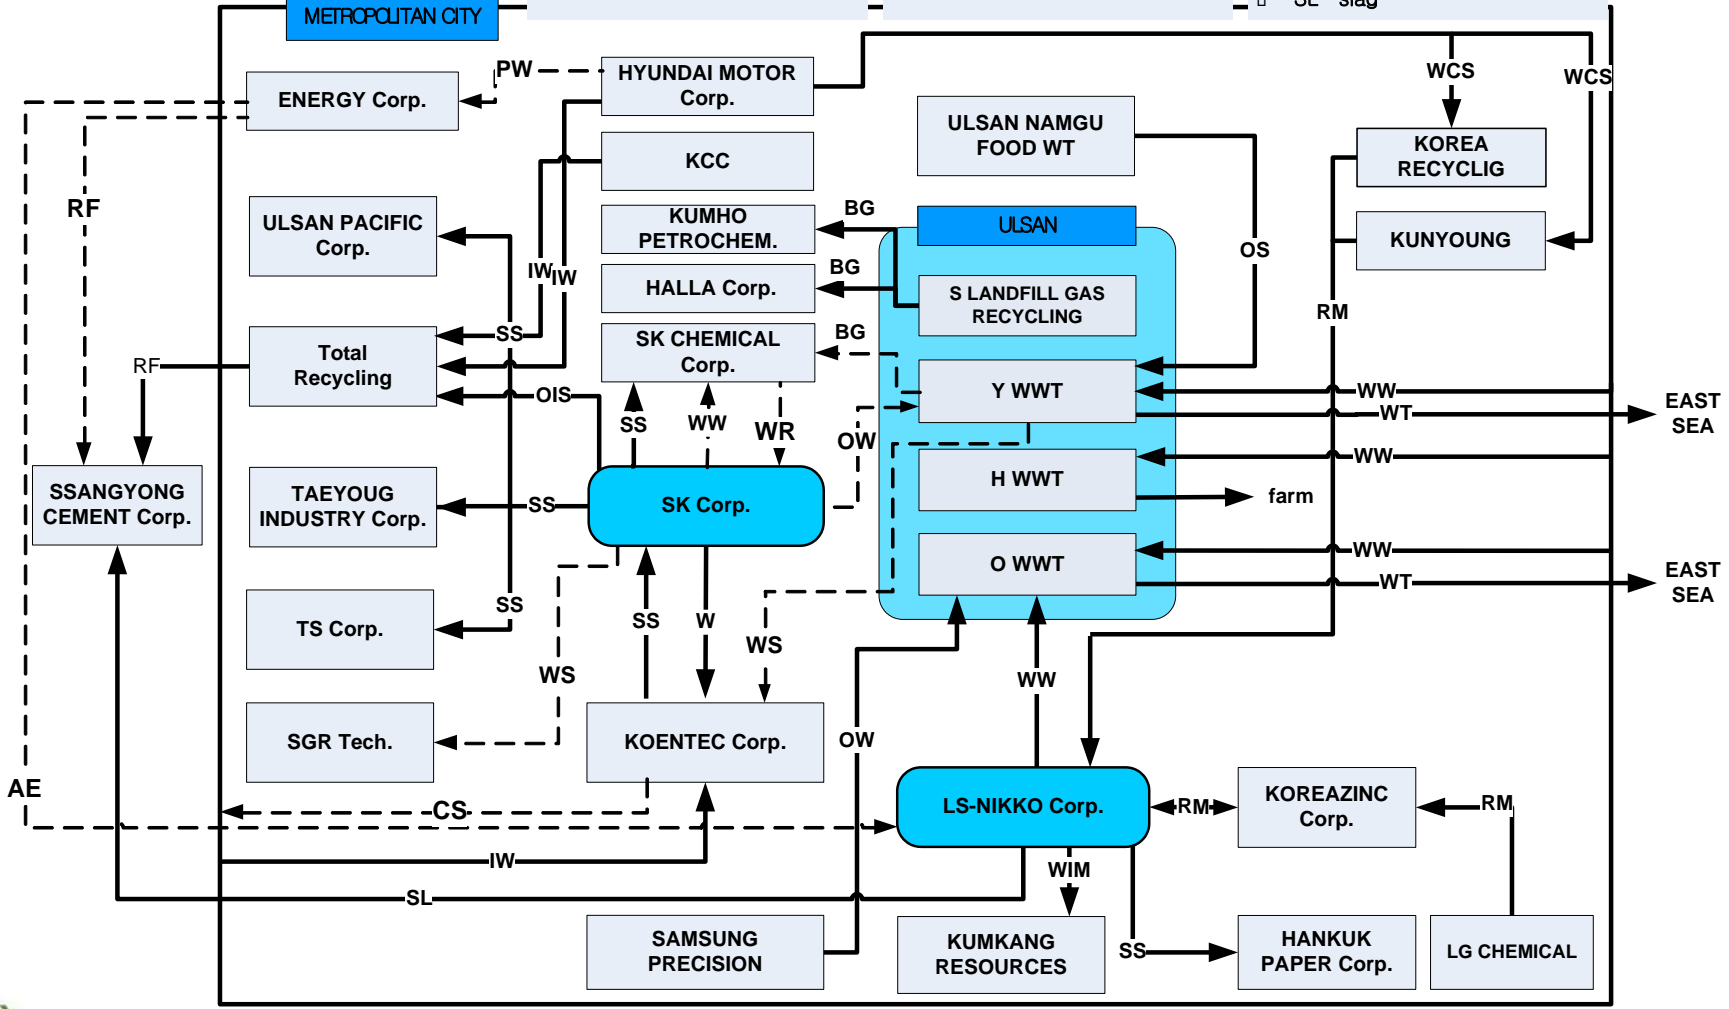 METROPOLITAN CITY
SL slag
PW
HYUNDAI MOTOR
Corp.
WCS
WCS
ENERGY Corp.
ULSAN NAMGU
FOOD WT
KOREA
RECYCLIG
KCC
RF
ULSAN PACIFIC
Corp.
KUMHO
PETROCHEM.
BG
ULSAN
OS
KUNYOUNG
IW
IW
HALLA Corp.
BG
S LANDFILL GAS
RECYCLING
RM
SS
SK CHEMICAL
Corp.
BG
RF
Total
Recycling
OIS
Y WWT
WW
WT
EAST
SEA
SS
WW
WR
OW
WW
SSANGYONG
CEMENT Corp.
TAEYOUG
INDUSTRY Corp.
SS
SK Corp.
H WWT
farm
O WWT
WW
WT
EAST
SEA
TS Corp.
SS
SS
W
WS
WS
WW
SGR Tech.
KOENTEC Corp.
OW
AE
CS
LS-NIKKO Corp.
RM
KOREAZINC
Corp.
RM
IW
WIM
SL
SAMSUNG
PRECISION
KUMKANG
RESOURCES
SS
HANKUK
PAPER Corp.
LG CHEMICAL